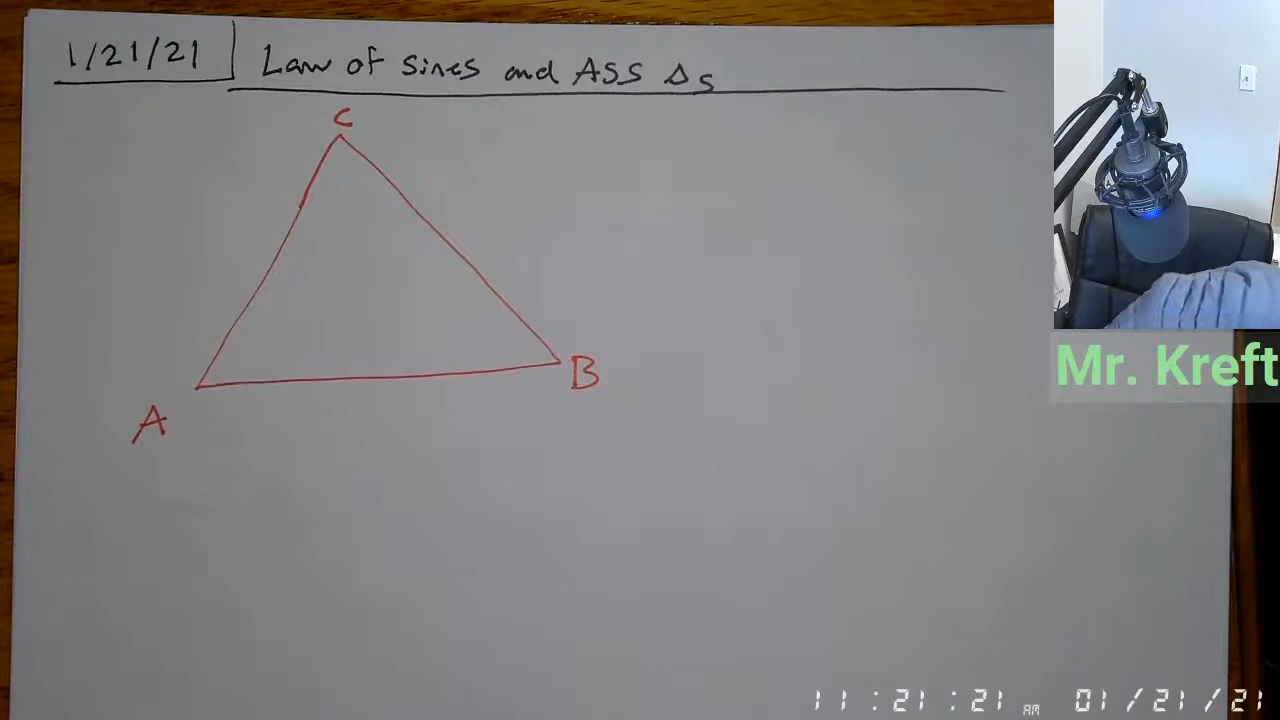 1/21/21 Law of Sines and ASS Δs
C
B
A
Mr. Kreft
11:21:21 AM 01/21/21